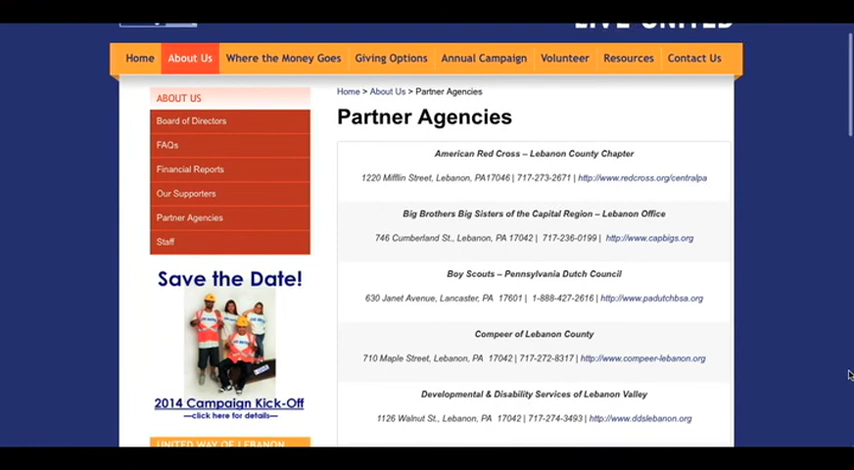 LIVE UNITED
Home About Us Where the Money Goes Giving Options Annual Campaign Volunteer Resources Contact Us
ABOUT US
Board of Directors
FAQs
Financial Reports
Our Supporters
Partner Agencies
Staff
Save the Date!
2014 Campaign Kick-Off
—click here for details—
UNITED WAY OF LEBANON
Home > About Us > Partner Agencies
Partner Agencies
American Red Cross – Lebanon County Chapter
1220 Mifflin Street, Lebanon, PA17046 | 717-273-2671 | http://www.redcross.org/centralpa
Big Brothers Big Sisters of the Capital Region – Lebanon Office
746 Cumberland St., Lebanon, PA 17042 | 717-236-0199 | http://www.capbigs.org
Boy Scouts – Pennsylvania Dutch Council
630 Janet Avenue, Lancaster, PA 17601 | 1-888-427-2616 | http://www.padutchbsa.org
Compeer of Lebanon County
710 Maple Street, Lebanon, PA 17042 | 717-272-8317 | http://www.compeer-lebanon.org
Developmental & Disability Services of Lebanon Valley
1126 Walnut St., Lebanon, PA 17042 | 717-274-3493 | http://www.ddslebanon.org